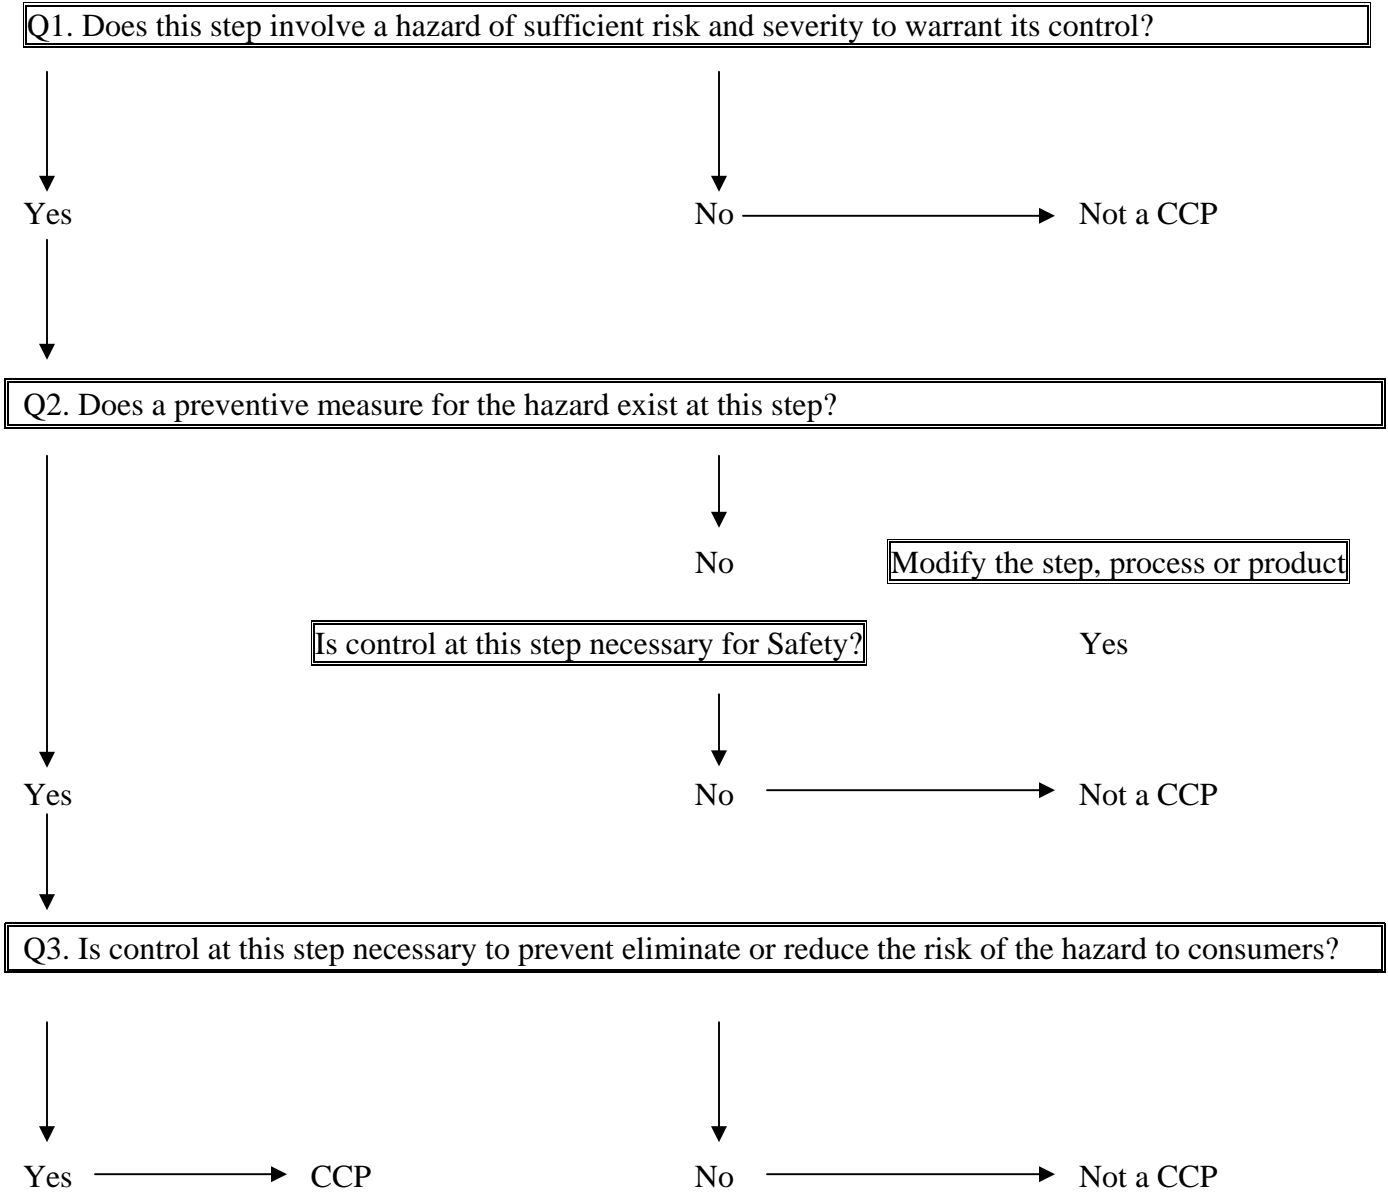 Q1. Does this step involve a hazard of sufficient risk and severity to warrant its control?
Yes
No
Not a CCP
Q2. Does a preventive measure for the hazard exist at this step?
No
Modify the step, process or product
Is control at this step necessary for Safety?
Yes
Yes
No
Not a CCP
Q3. Is control at this step necessary to prevent eliminate or reduce the risk of the hazard to consumers?
Yes
CCP
No
Not a CCP